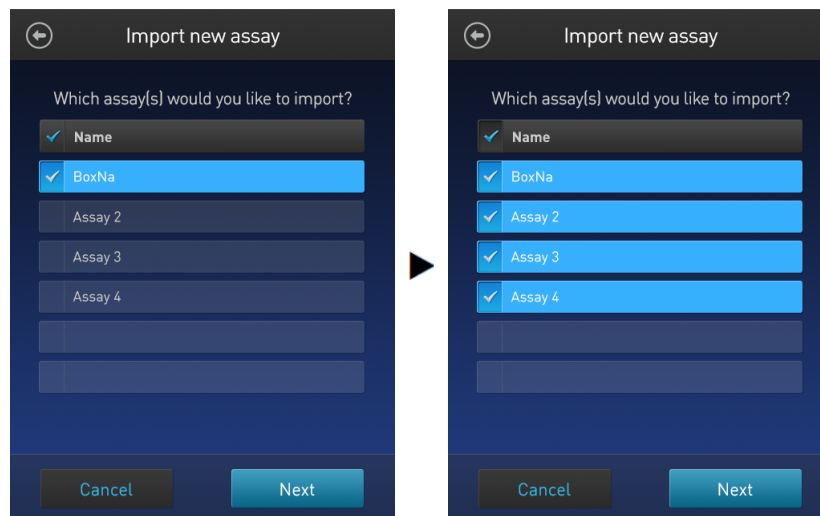 Import new assay
Which assay(s) would you like to import?
Name
BoxNa
Assay 2
Assay 3
Assay 4
Cancel
Next
Import new assay
Which assay(s) would you like to import?
Name
BoxNa
Assay 2
Assay 3
Assay 4
Cancel
Next